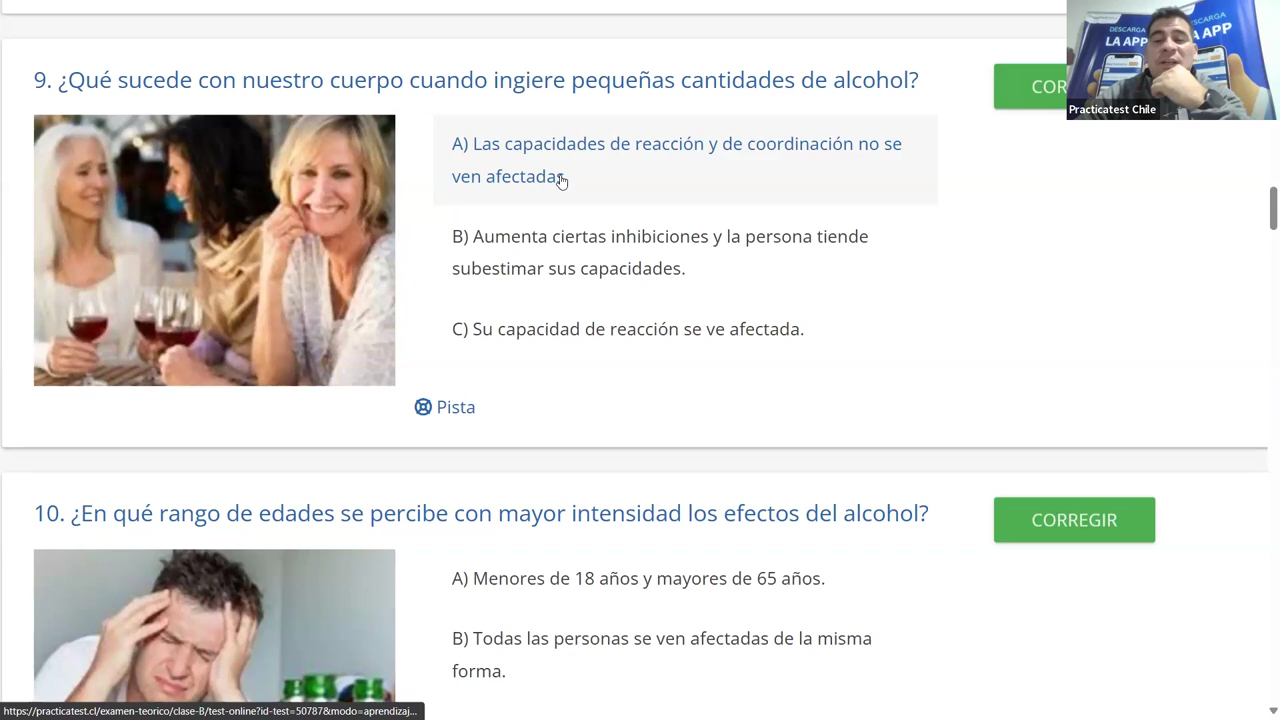 9. ¿Qué sucede con nuestro cuerpo cuando ingiere pequeñas cantidades de alcohol?
COR
DESCARGA
LA APP
SCARGA
A APP
Practicatest Chile
A) Las capacidades de reacción y de coordinación no se
ven afectadas
B) Aumenta ciertas inhibiciones y la persona tiende
subestimar sus capacidades.
C) Su capacidad de reacción se ve afectada.
Pista
10. ¿En qué rango de edades se percibe con mayor intensidad los efectos del alcohol?
CORREGIR
A) Menores de 18 años y mayores de 65 años.
B) Todas las personas se ven afectadas de la misma
forma.
https://practicatest.cl/examen-teorico/clase-B/test-online?id-test=50787&modo=aprendizaj...